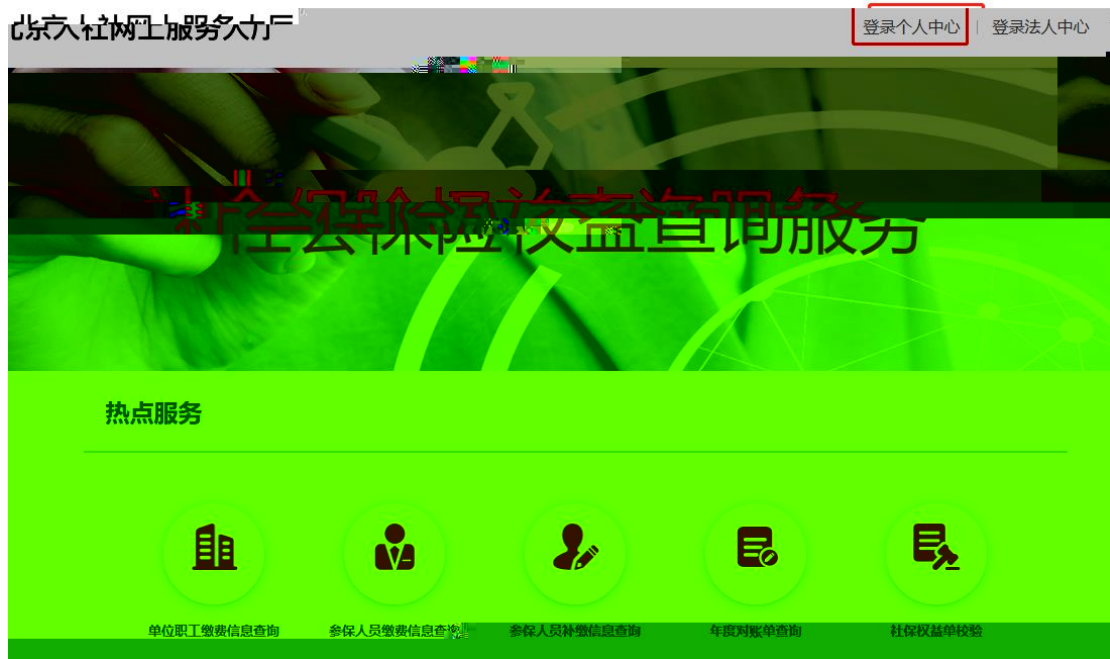 北京人社网上服务大厅
登录个人中心 | 登录法人中心
社会保险权益查询服务
热点服务
单位职工缴费信息查询
参保人员缴费信息查询
参保人员补缴信息查询
年度对账单查询
社保权益单校验